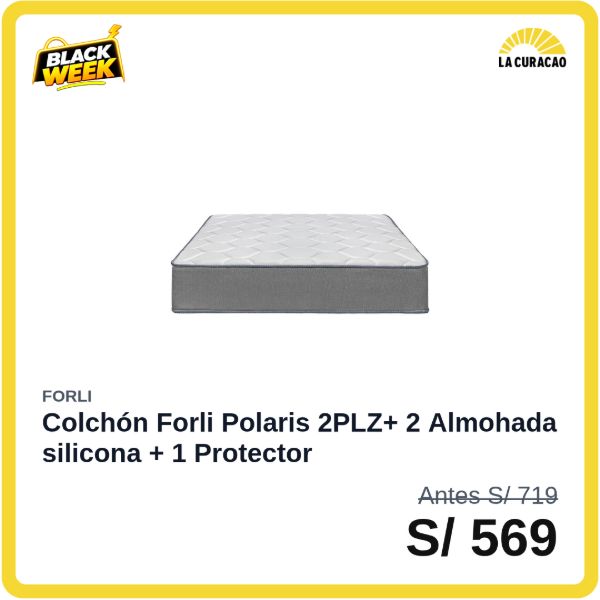 BLACK
WEEK
LA CURACAO
FORLI
Colchón Forli Polaris 2PLZ+ 2 Almohada
silicona + 1 Protector
Antes S/ 719
S/ 569